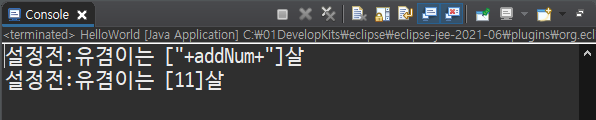 Console
<terminated> HelloWorld [Java Application] C:₩01DevelopKits₩eclipse₩eclipse-jee-2021-06₩plugins₩org.ecl
설정전:유겸이는 ["+addNum+"]살
설정전:유겸이는 [11]살